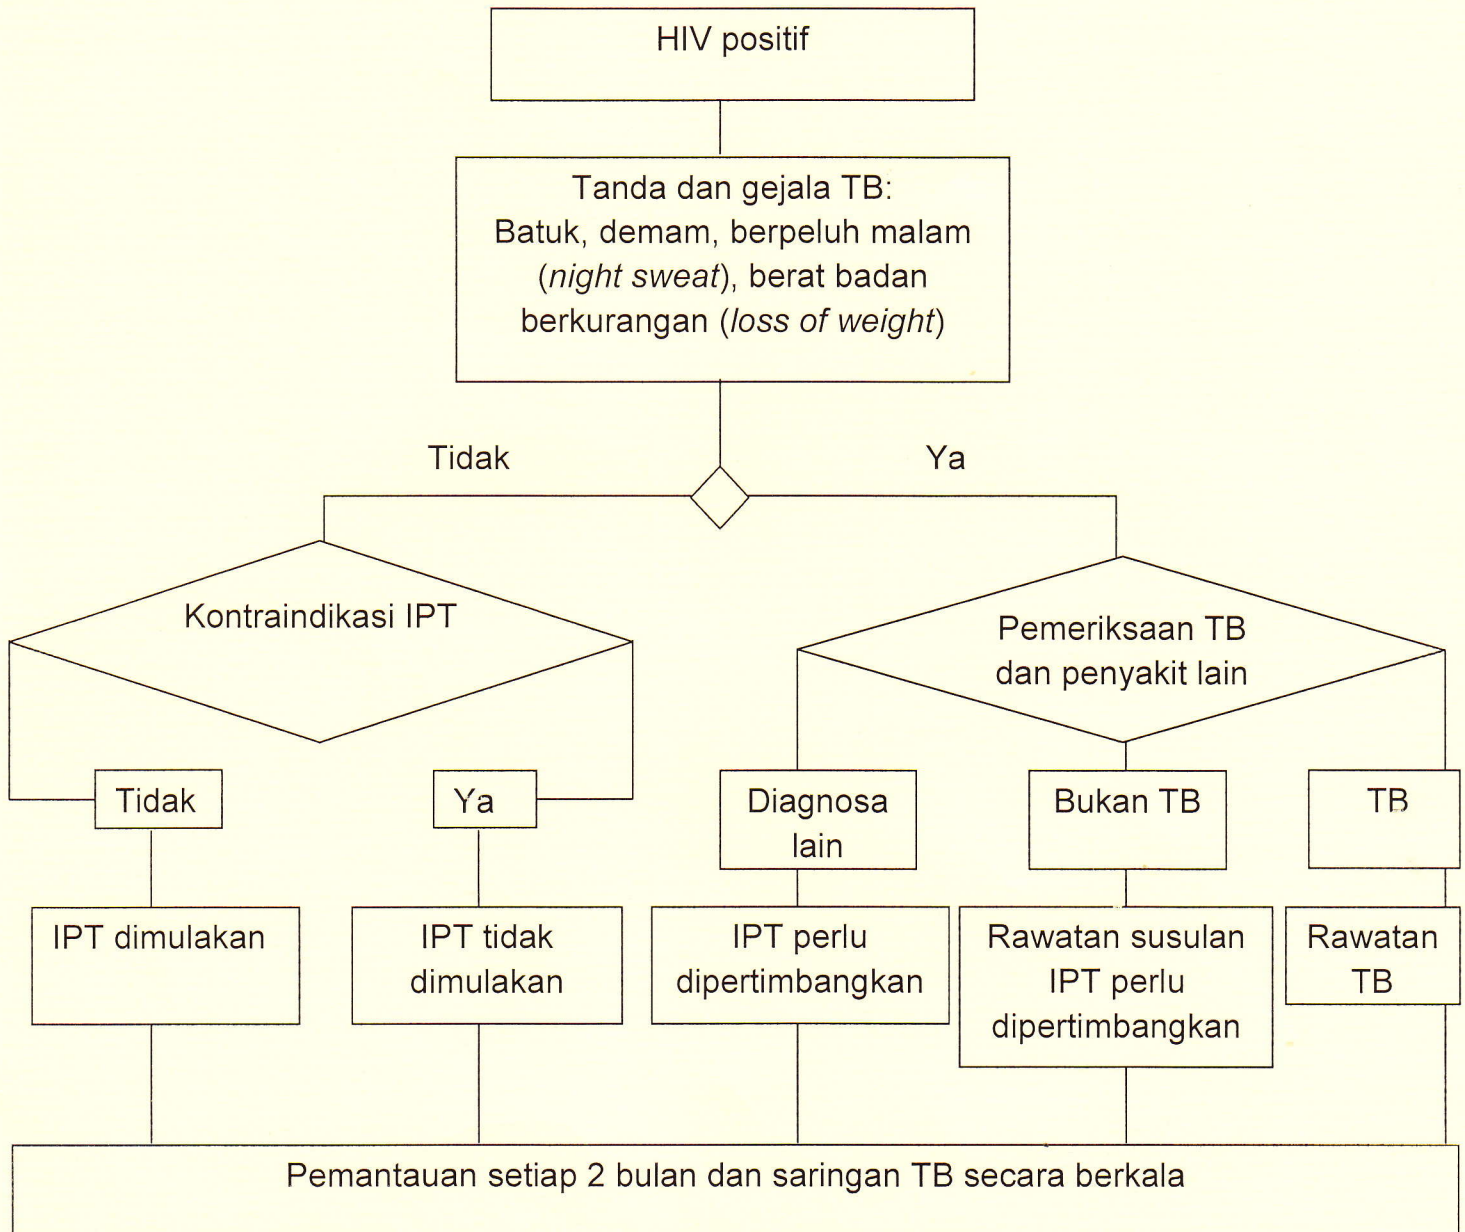 HIV positif
Tanda dan gejala TB:
Batuk, demam, berpeluh malam
(night sweat), berat badan
berkurangan (loss of weight)
Tidak
Ya
Kontraindikasi IPT
Pemeriksaan TB
dan penyakit lain
Tidak
Ya
Diagnosa
lain
Bukan TB
TB
IPT dimulakan
IPT tidak
dimulakan
IPT perlu
dipertimbangkan
Rawatan susulan
IPT perlu
dipertimbangkan
Rawatan
TB
Pemantauan setiap 2 bulan dan saringan TB secara berkala